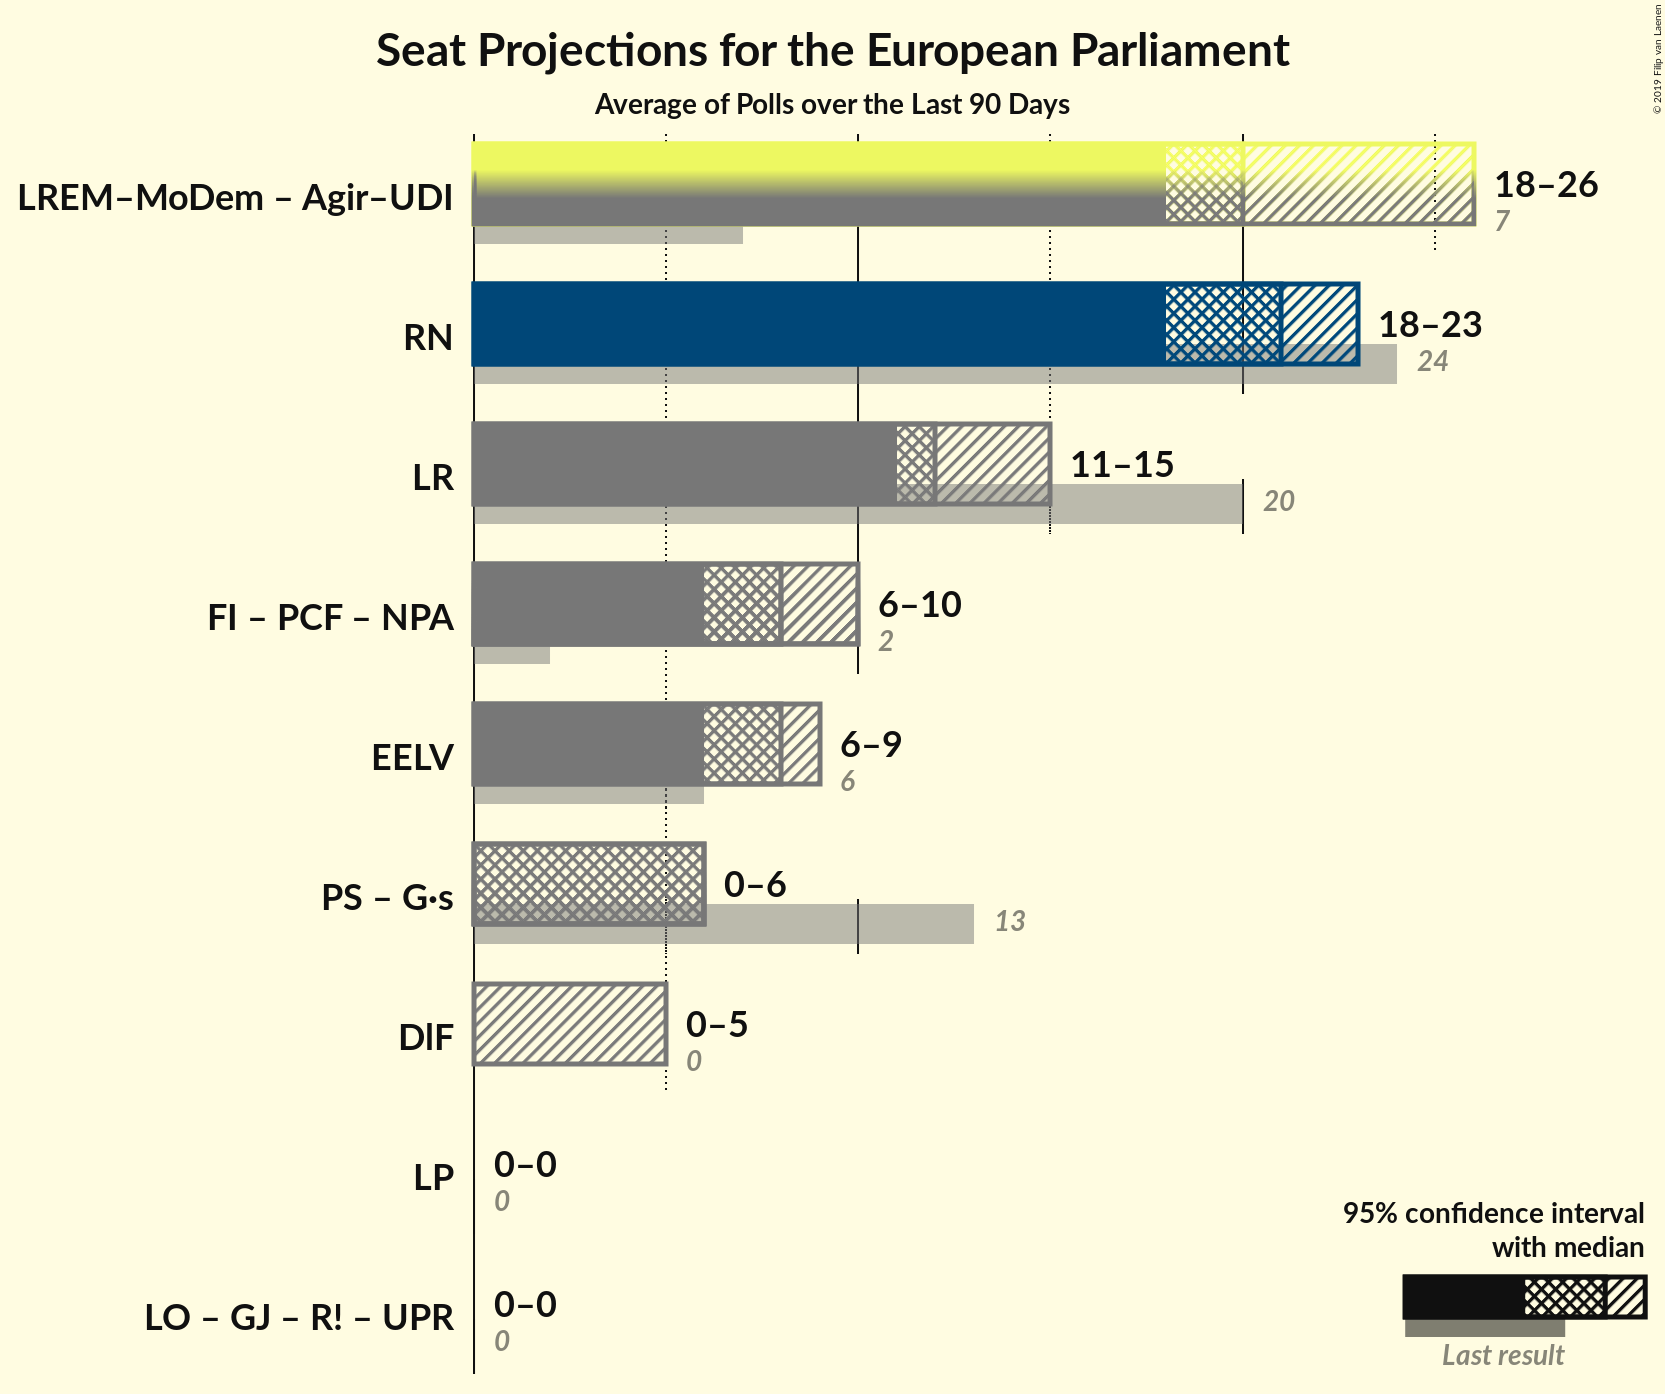 Seat Projections for the European Parliament
Average of Polls over the Last 90 Days
© 2019 Filip van Laenen
LREM–MoDem – Agir–UDI
18–26
7
RN
18–23
24
LR
11–15
20
FI – PCF – NPA
6–10
2
EELV
6–9
6
PS – G·s
0–6
13
DlF
0–5
0
LP
0–0
0
LO – GJ – R! – UPR
0–0
0
95% confidence interval
with median
Last result